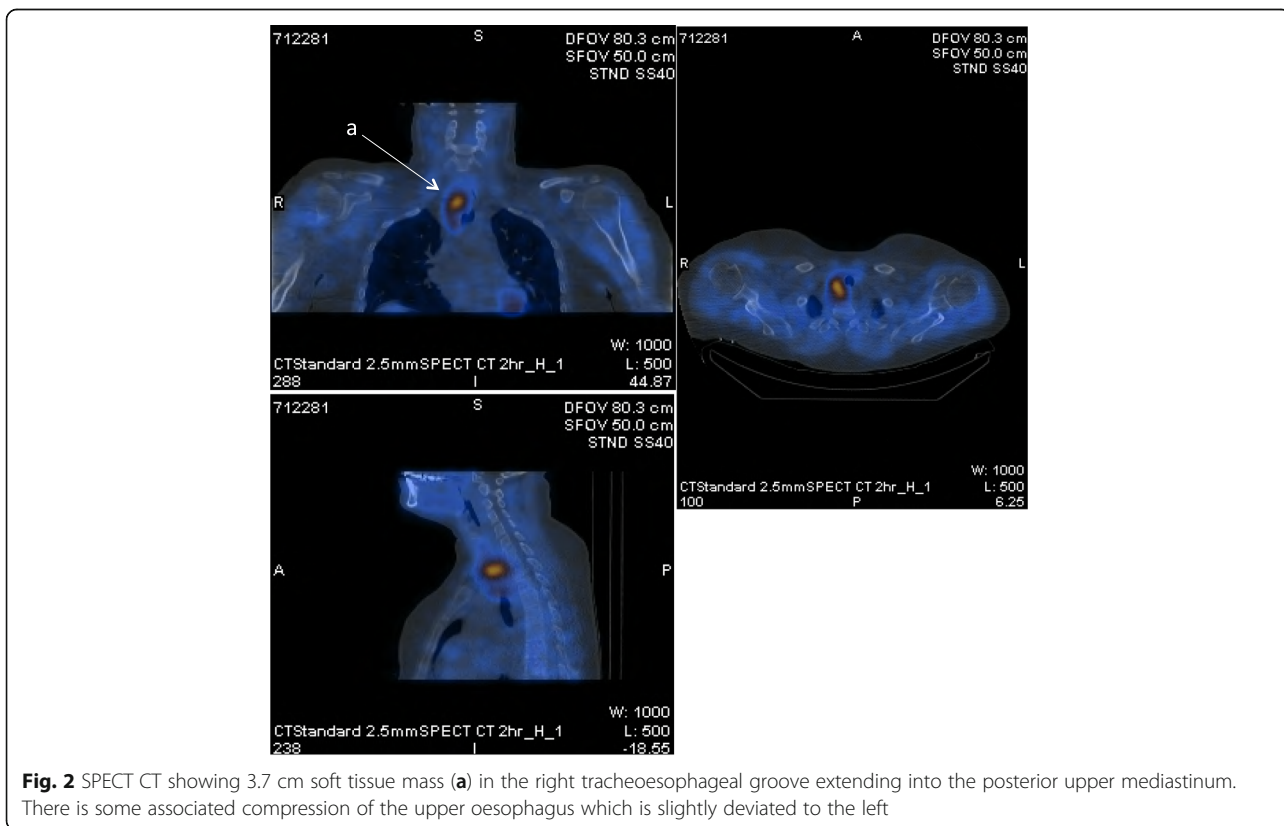 712281
S
DFOV 80.3 cm
SFOV 50.0 cm
STND SS40
a
R
L
W: 1000
CTStandard 2.5mmSPECT CT 2hr_H_1
L: 500
288
I
44.87
712281
A
DFOV 80.3 cm
SFOV 50.0 cm
STND SS40
R
L
W: 1000
CTStandard 2.5mmSPECT CT 2hr_H_1
L: 500
100
P
6.25
712281
S
DFOV 80.3 cm
SFOV 50.0 cm
STND SS40
A
P
W: 1000
CTStandard 2.5mmSPECT CT 2hr_H_1
L: 500
238
I
-18.55
Fig. 2 SPECT CT showing 3.7 cm soft tissue mass (a) in the right tracheoesophageal groove extending into the posterior upper mediastinum.
There is some associated compression of the upper oesophagus which is slightly deviated to the left